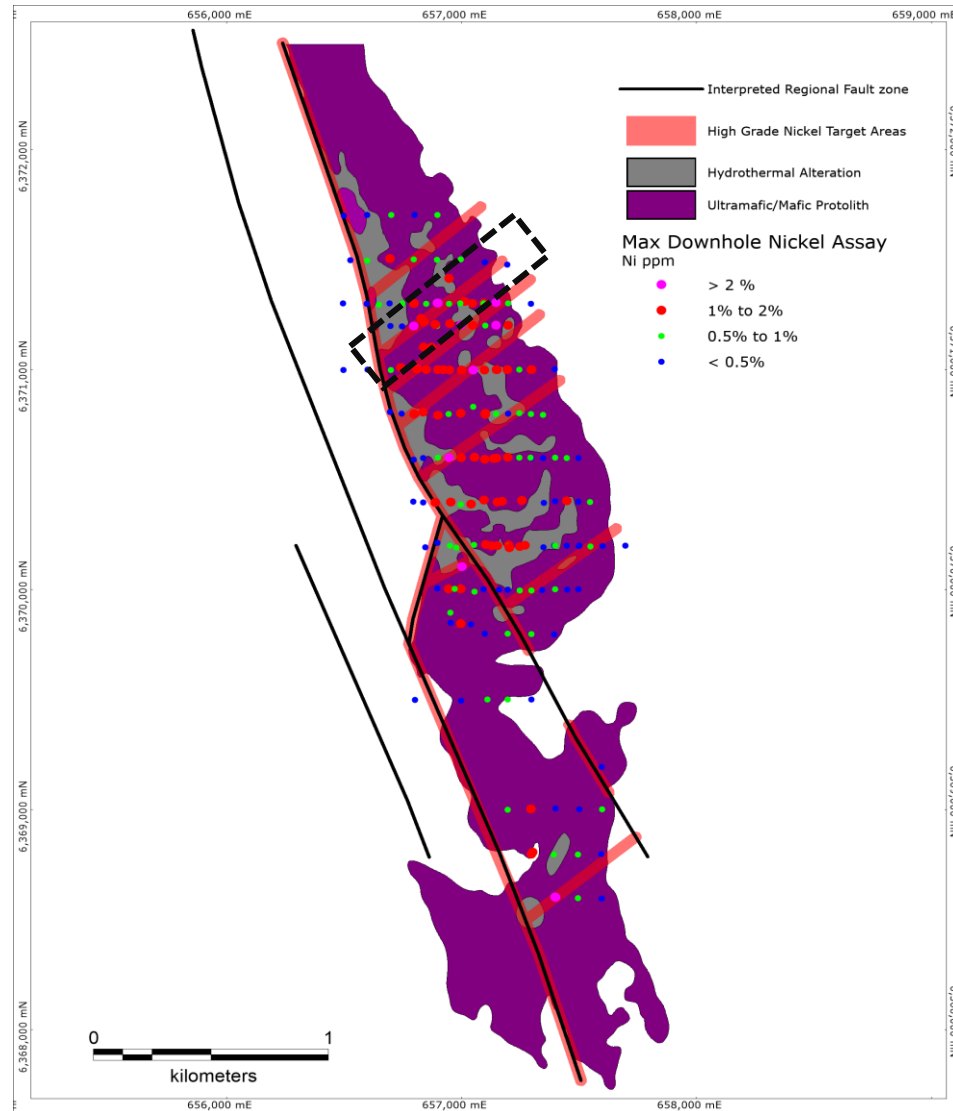 656,000 mE 657,000 mE 658,000 mE 659,000 mE
Interpreted Regional Fault zone
High Grade Nickel Target Areas
Hydrothermal Alteration
Ultramafic/Mafic Protolith
Max Downhole Nickel Assay
Ni ppm
> 2 %
1% to 2%
0.5% to 1%
< 0.5%
6,372,000 mN
6,371,000 mN
6,370,000 mN
6,369,000 mN
6,368,000 mN
0 1
kilometers
656,000 mE 657,000 mE 658,000 mE